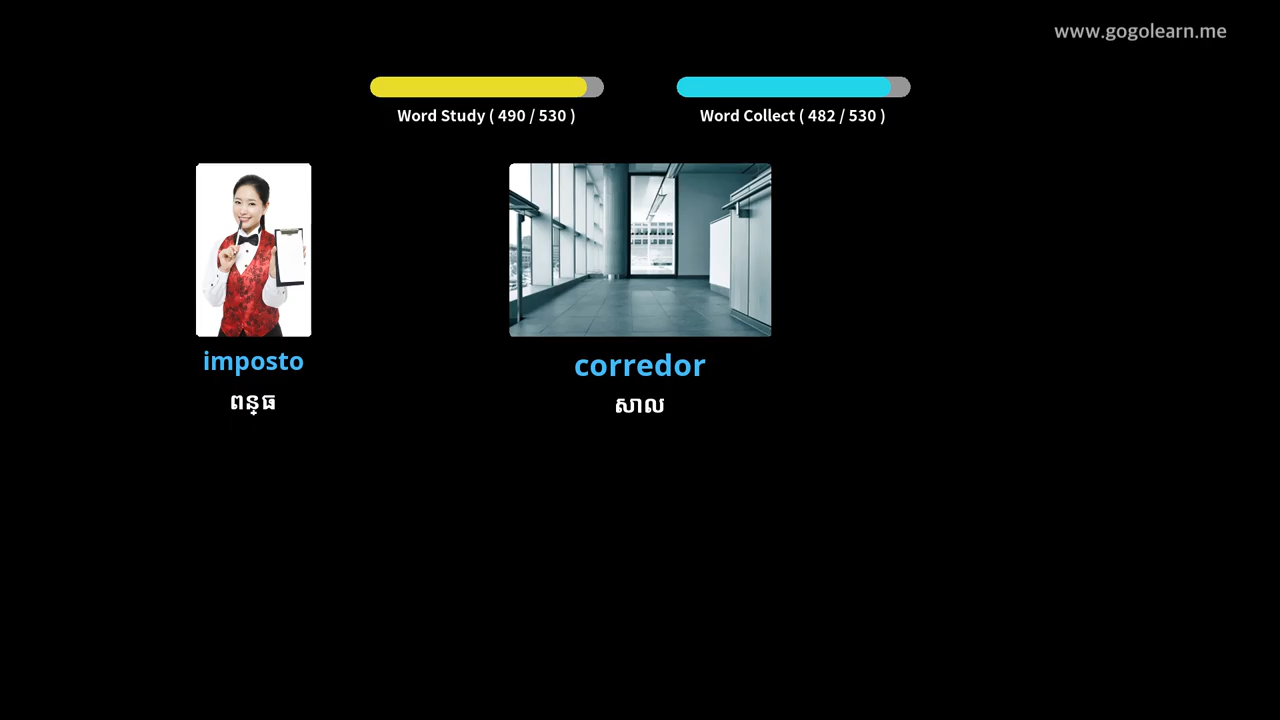 www.gogolearn.me
Word Study ( 490 / 530 )
Word Collect ( 482 / 530 )
imposto
ពន្ធ
corredor
សាល